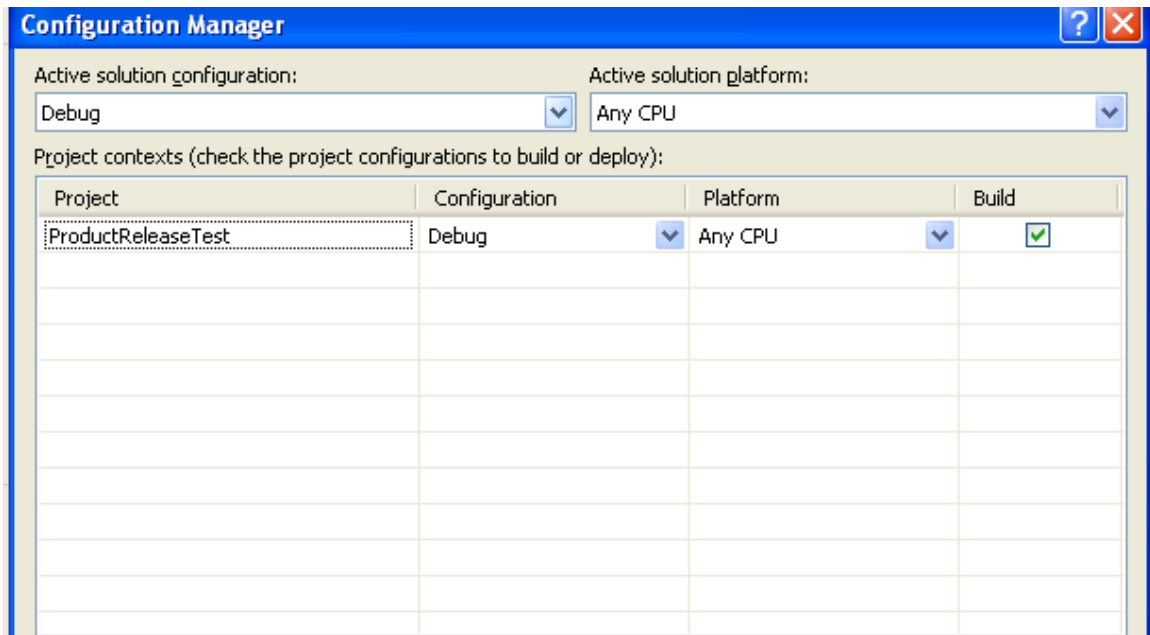 Configuration Manager
Active solution configuration: Active solution platform:
Debug Any CPU
Project contexts (check the project configurations to build or deploy):
Project Configuration Platform Build
ProductReleaseTest Debug Any CPU